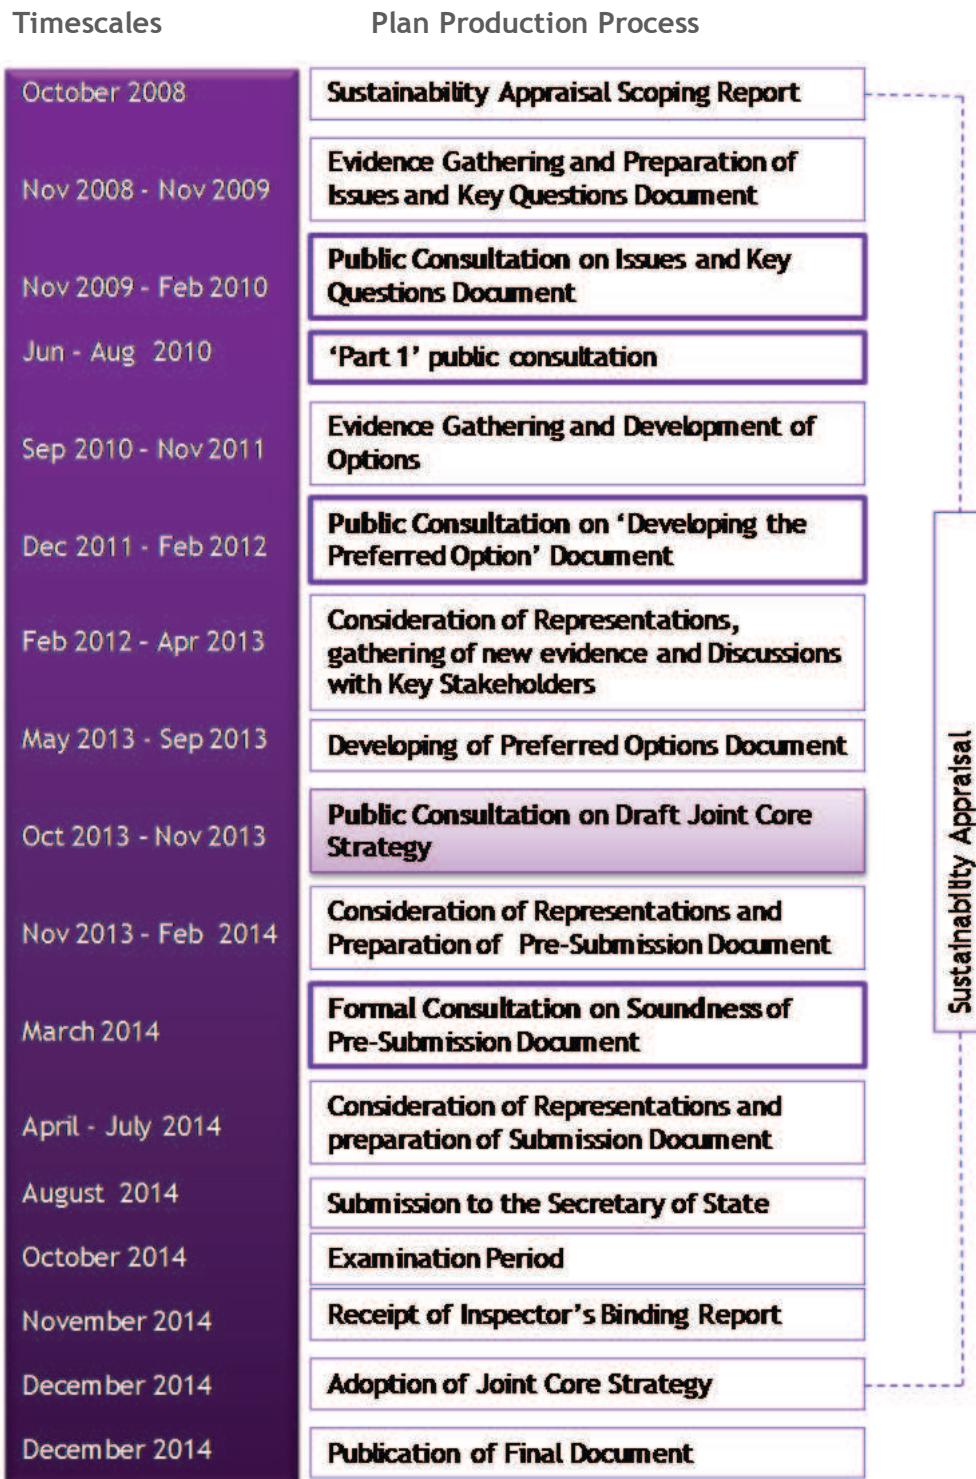 Timescales Plan Production Process
October 2008 Sustainability Appraisal Scoping Report
Nov 2008 - Nov 2009 Evidence Gathering and Preparation of
Issues and Key Questions Document
Nov 2009 - Feb 2010 Public Consultation on Issues and Key
Questions Document
Jun - Aug 2010 ‘Part 1’ public consultation
Sep 2010 - Nov 2011 Evidence Gathering and Development of
Options
Dec 2011 - Feb 2012 Public Consultation on ‘Developing the
Preferred Option’ Document
Feb 2012 - Apr 2013 Consideration of Representations,
gathering of new evidence and Discussions
with Key Stakeholders
May 2013 - Sep 2013 Developing of Preferred Options Document
Oct 2013 - Nov 2013 Public Consultation on Draft Joint Core
Strategy
Nov 2013 - Feb 2014 Consideration of Representations and
Preparation of Pre-Submission Document
March 2014 Formal Consultation on Soundness of
Pre-Submission Document
April - July 2014 Consideration of Representations and
preparation of Submission Document
August 2014 Submission to the Secretary of State
October 2014 Examination Period
November 2014 Receipt of Inspector’s Binding Report
December 2014 Adoption of Joint Core Strategy
December 2014 Publication of Final Document
Sustainability Appraisal